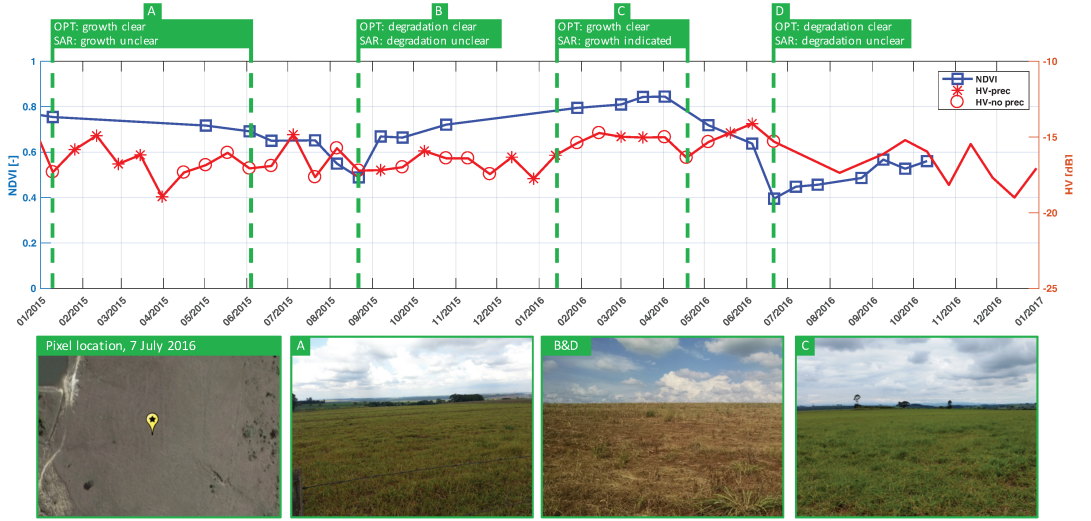 A
B
C
D
OPT: growth clear
SAR: growth unclear
OPT: degradation clear
SAR: degradation unclear
OPT: growth clear
SAR: growth indicated
OPT: degradation clear
SAR: degradation unclear
1
0.8
0.6
0.4
0.2
0
NDVI [-]
-10
-15
-20
-25
HV [dB]
NDVI
HV-prec
HV-no prec
01/2015
02/2015
03/2015
04/2015
05/2015
06/2015
07/2015
08/2015
09/2015
10/2015
11/2015
12/2015
01/2016
02/2016
03/2016
04/2016
05/2016
06/2016
07/2016
08/2016
09/2016
10/2016
11/2016
12/2016
01/2017
Pixel location, 7 July 2016
A
B&D
C